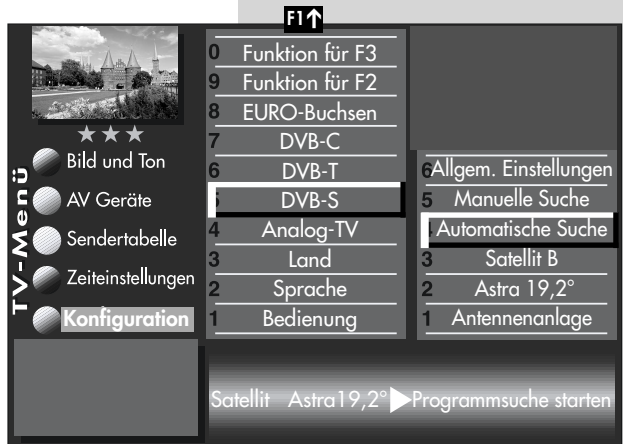 F1↑
TV-Menü
Bild und Ton
AV Geräte
Sendertabelle
Zeiteinstellungen
Konfiguration
0 Funktion für F3
9 Funktion für F2
8 EURO-Buchsen
7 DVB-C
6 DVB-T
5 DVB-S
4 Analog-TV
3 Land
2 Sprache
1 Bedienung
6 Allgem. Einstellungen
5 Manuelle Suche
4 Automatische Suche
3 Satellit B
2 Astra 19,2°
1 Antennenanlage
Satellit Astra19,2° ▶ Programmsuche starten